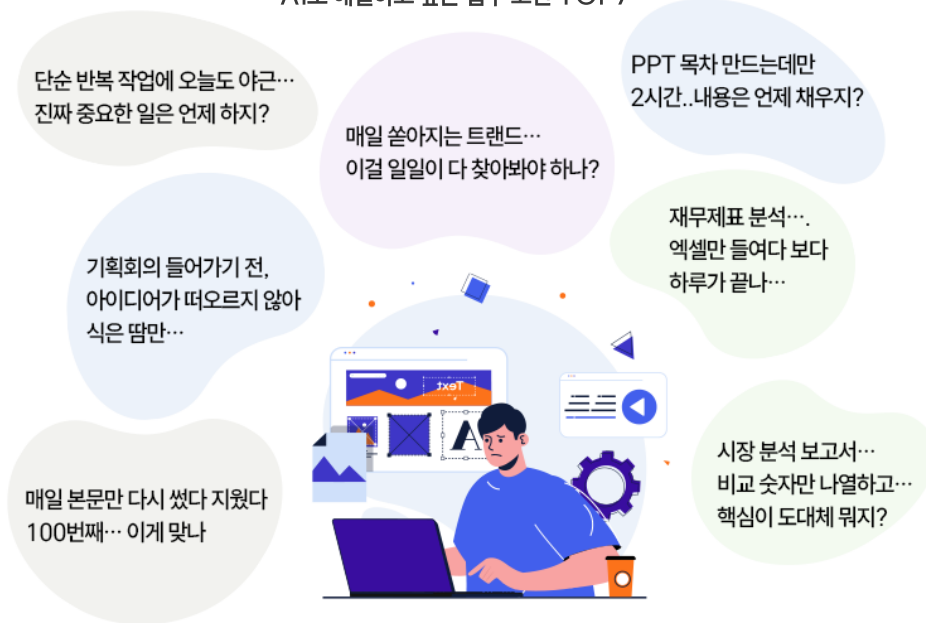 단순 반복 작업에 오늘도 야근…
진짜 중요한 일은 언제 하지?
매일 쏟아지는 트랜드…
이걸 일일이 다 찾아봐야 하나?
PPT 목차 만드는데만
2시간..내용은 언제 채우지?
기획회의 들어가기 전,
아이디어가 떠오르지 않아
식은 땀만…
재무제표 분석….
엑셀만 들여다 보다
하루가 끝나…
Text
A
매일 본문만 다시 썼다 지웠다
100번째… 이게 맞나
시장 분석 보고서…
비교 숫자만 나열하고…
핵심이 도대체 뭐지?